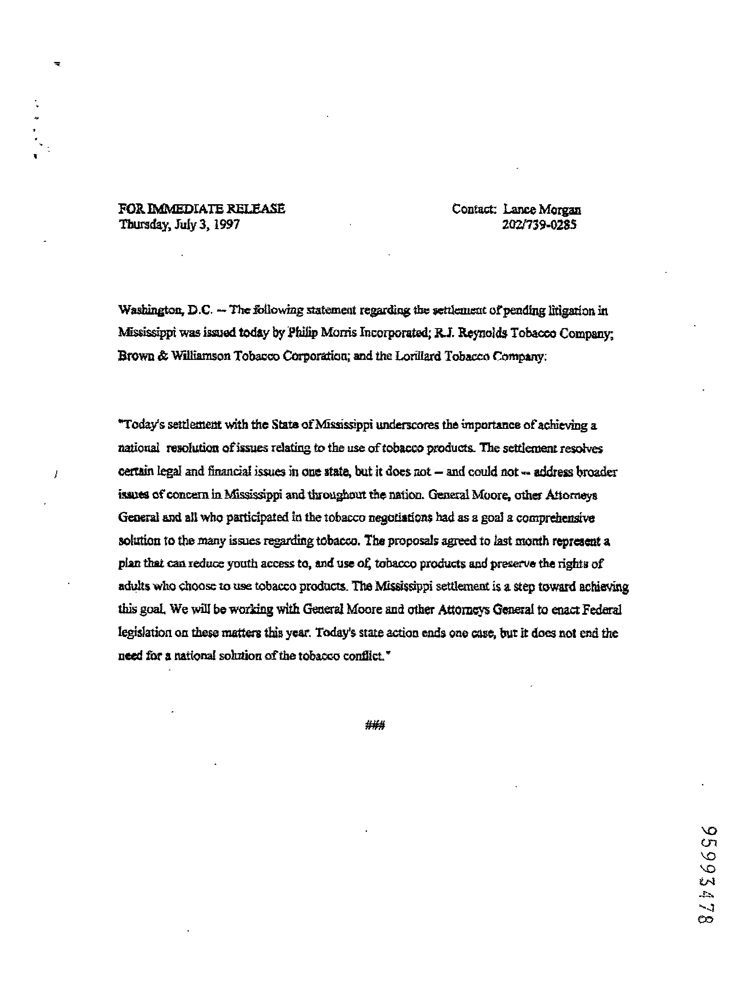 FOR IMMEDIATE RELEASE
Thursday, July 3, 1997
Contact: Lance Morgan
202/739-0285
Washington, D.C. -- The following statement regarding the settlement of pending litigation in
Mississippi was issued today by Philip Morris Incorporated; R.J. Reynolds Tobacco Company;
Brown & Williamson Tobacco Corporation; and the Lorillard Tobacco Company:
"Today's settlement with the State of Mississippi underscores the importance of achieving a
national resolution of issues relating to the use of tobacco products. The settlement resolves
certain legal and financial issues in one state, but it does not -- and could not -- address broader
issues of concern in Mississippi and throughout the nation. General Moore, other Attorneys
General and all who participated in the tobacco negotiations had as a goal a comprehensive
solution to the many issues regarding tobacco. The proposals agreed to last month represent a
plan that can reduce youth access to, and use of, tobacco products and preserve the rights of
adults who choose to use tobacco products. The Mississippi settlement is a step toward achieving
this goal. We will be working with General Moore and other Attorneys General to enact Federal
legislation on these matters this year. Today's state action ends one case, but it does not end the
need for a national solution of the tobacco conflict."
###
95993478